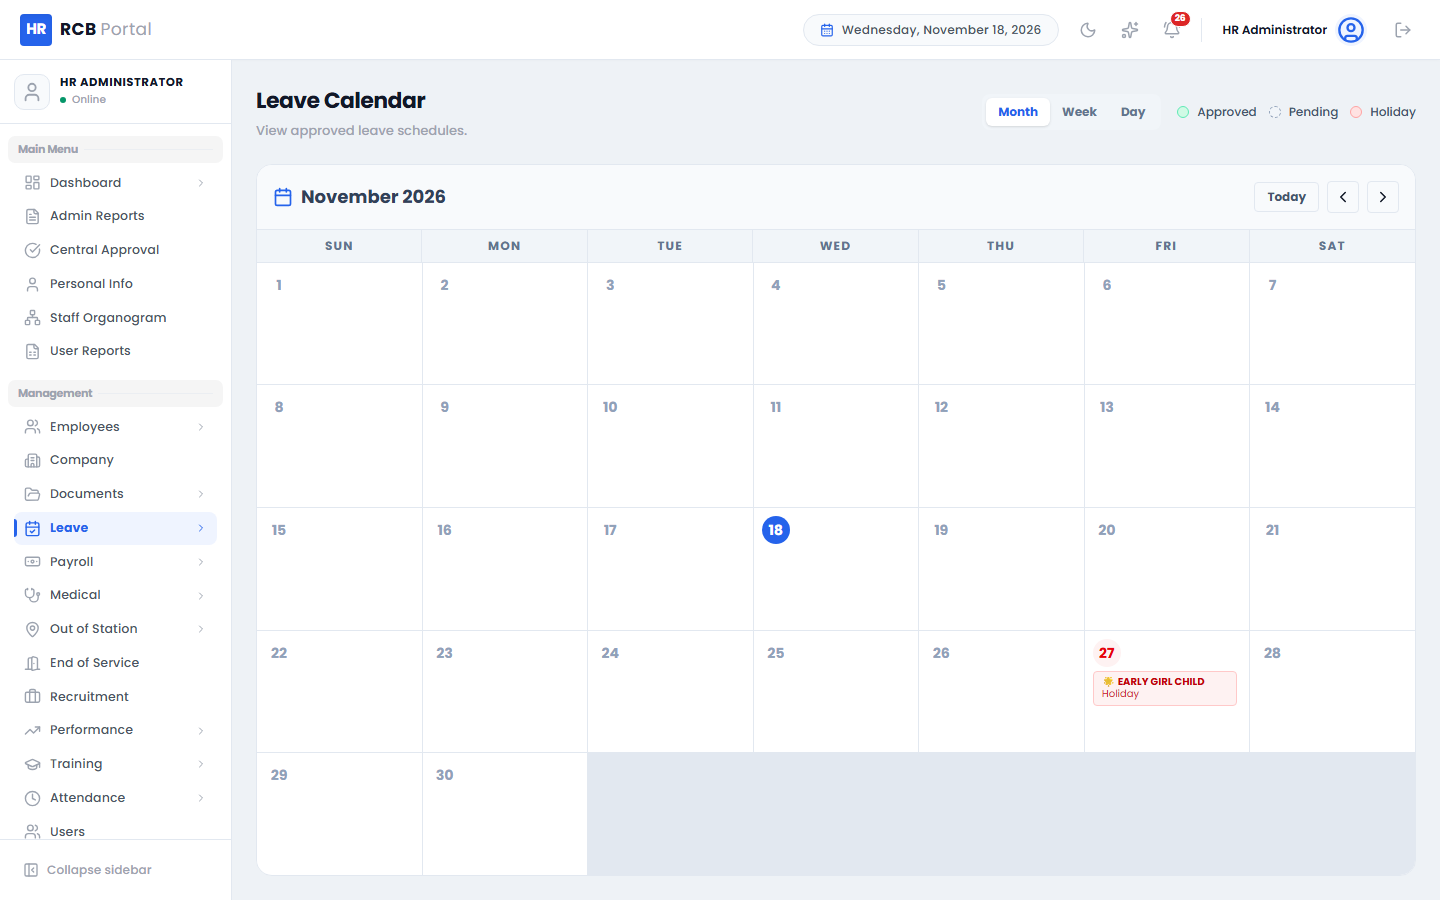 HR RCB Portal
Wednesday, November 18, 2026
26
HR Administrator
HR ADMINISTRATOR
Online
Main Menu
Dashboard
Admin Reports
Central Approval
Personal Info
Staff Organogram
User Reports
Management
Employees
Company
Documents
Leave
Payroll
Medical
Out of Station
End of Service
Recruitment
Performance
Training
Attendance
Users
Collapse sidebar
Leave Calendar
View approved leave schedules.
Month Week Day
Approved Pending Holiday
November 2026
Today
SUN MON TUE WED THU FRI SAT
1 2 3 4 5 6 7
8 9 10 11 12 13 14
15 16 17 18 19 20 21
22 23 24 25 26 27 28
EARLY GIRL CHILD
Holiday
29 30